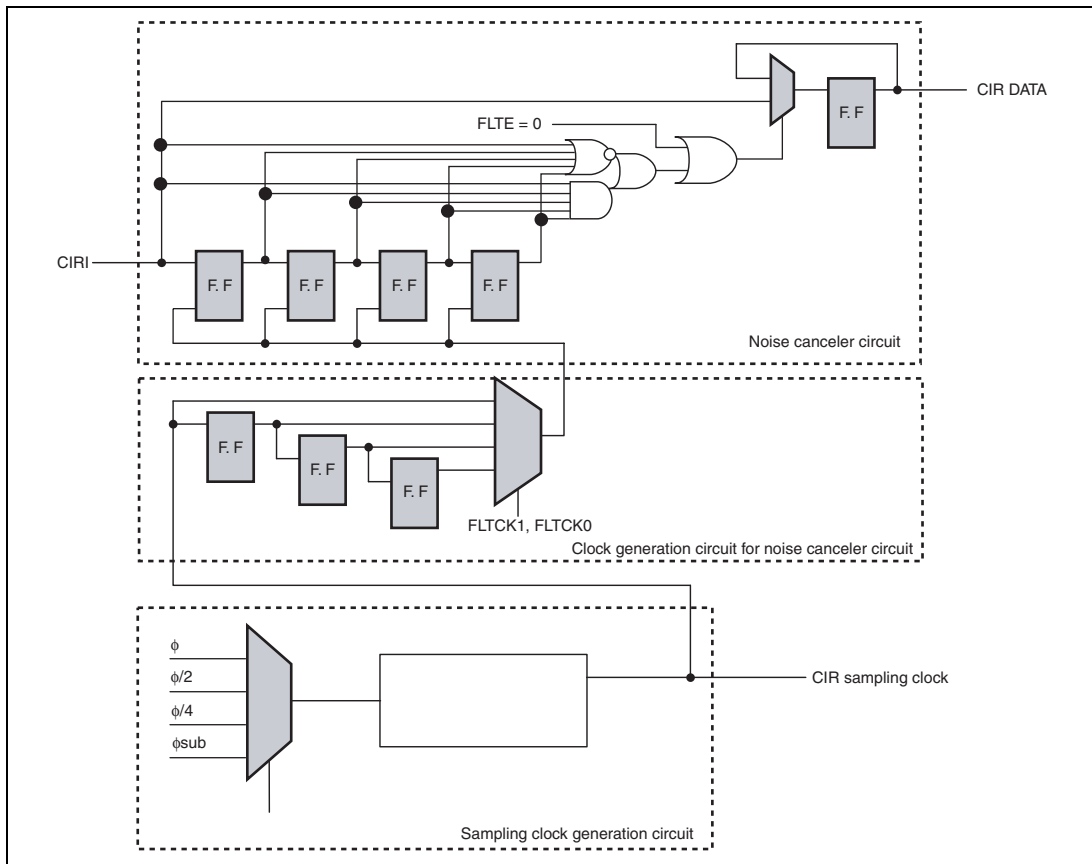 CIR DATA
F. F
FLTE = 0
CIRI
F. F
F. F
F. F
F. F
Noise canceler circuit
F. F
F. F
F. F
FLTCK1, FLTCK0
Clock generation circuit for noise canceler circuit
ϕ
ϕ/2
ϕ/4
ϕsub
CIR sampling clock
Sampling clock generation circuit